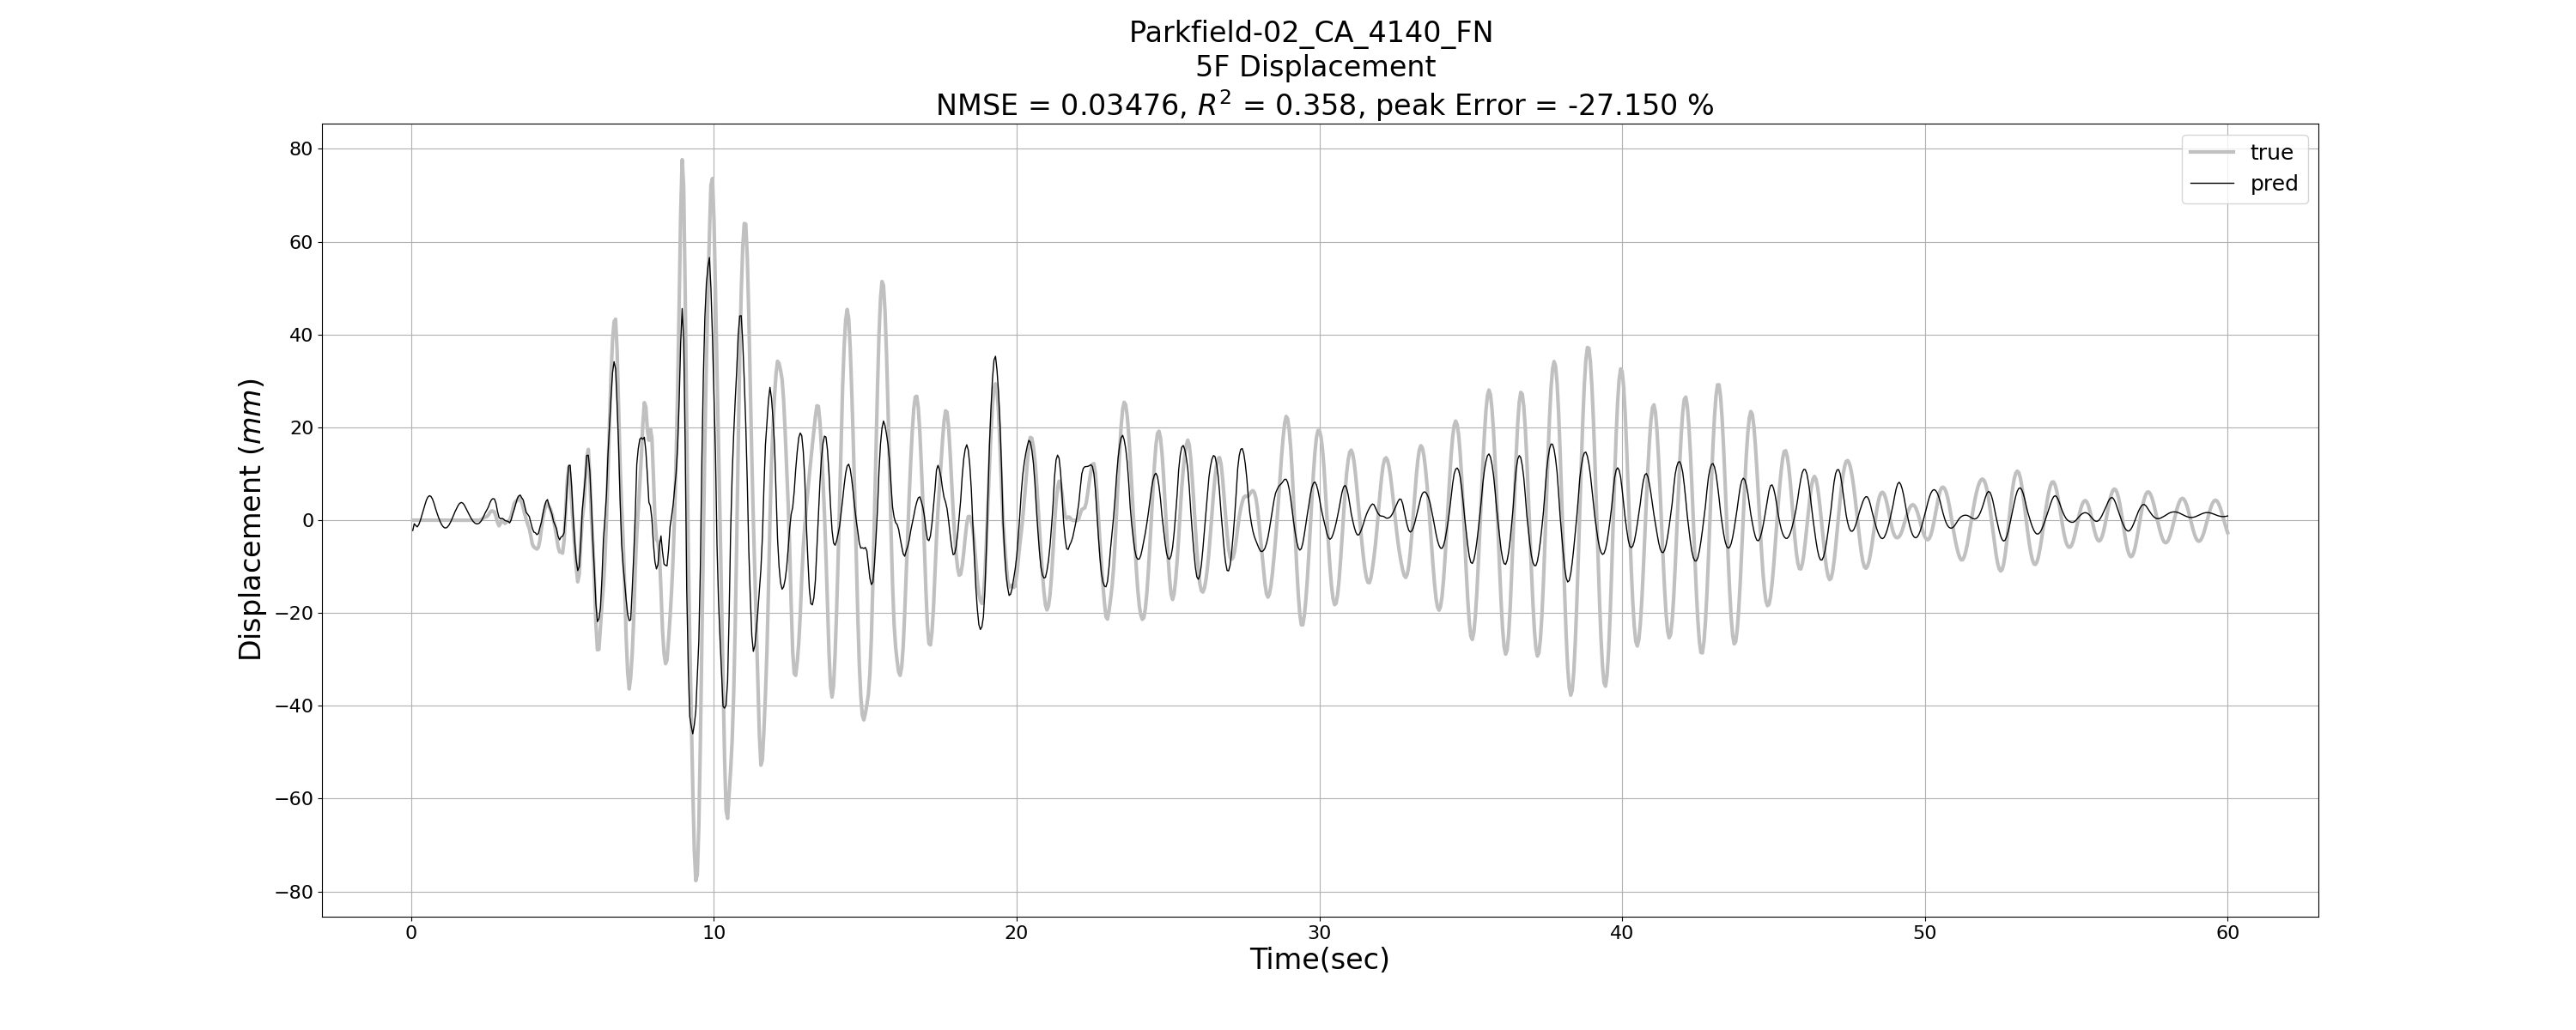 Parkfield-02_CA_4140_FN
5F Displacement
NMSE = 0.03476, R² = 0.358, peak Error = -27.150 %
true
pred
Displacement (mm)
80
60
40
20
0
−20
−40
−60
−80
0 10 20 30 40 50 60
Time(sec)